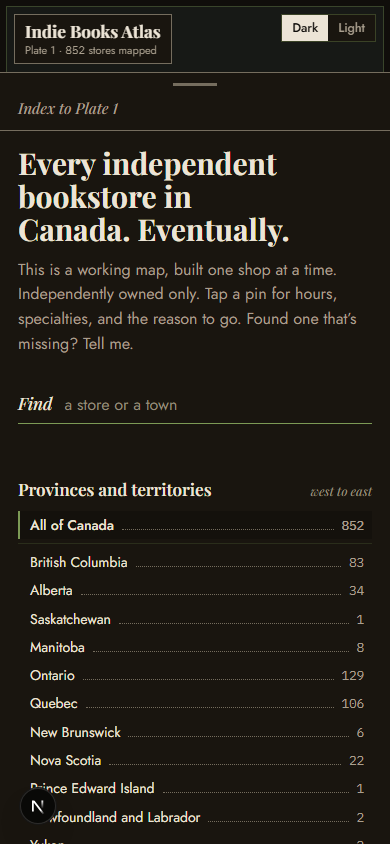 Indie Books Atlas
Plate 1 · 852 stores mapped
Dark Light
Index to Plate 1
Every independent
bookstore in
Canada. Eventually.
This is a working map, built one shop at a time.
Independently owned only. Tap a pin for hours,
specialties, and the reason to go. Found one that’s
missing? Tell me.
Find a store or a town
Provinces and territories west to east
All of Canada 852
British Columbia 83
Alberta 34
Saskatchewan 1
Manitoba 8
Ontario 129
Quebec 106
New Brunswick 6
Nova Scotia 22
Prince Edward Island 1
N
wfoundland and Labrador 2